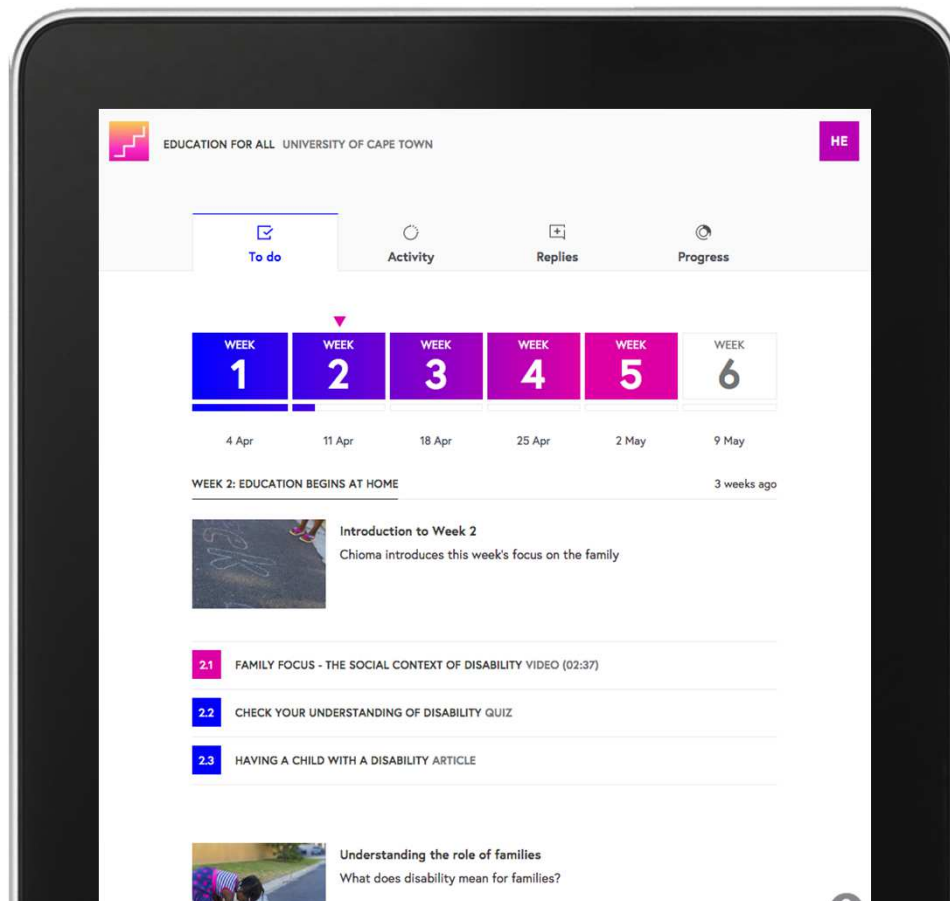 EDUCATION FOR ALL UNIVERSITY OF CAPE TOWN
HE
To do
Activity
Replies
Progress
WEEK
1
WEEK
2
WEEK
3
WEEK
4
WEEK
5
WEEK
6
4 Apr
11 Apr
18 Apr
25 Apr
2 May
9 May
WEEK 2: EDUCATION BEGINS AT HOME
3 weeks ago
Introduction to Week 2
Chioma introduces this week's focus on the family
2.1 FAMILY FOCUS - THE SOCIAL CONTEXT OF DISABILITY VIDEO (02:37)
2.2 CHECK YOUR UNDERSTANDING OF DISABILITY QUIZ
2.3 HAVING A CHILD WITH A DISABILITY ARTICLE
Understanding the role of families
What does disability mean for families?